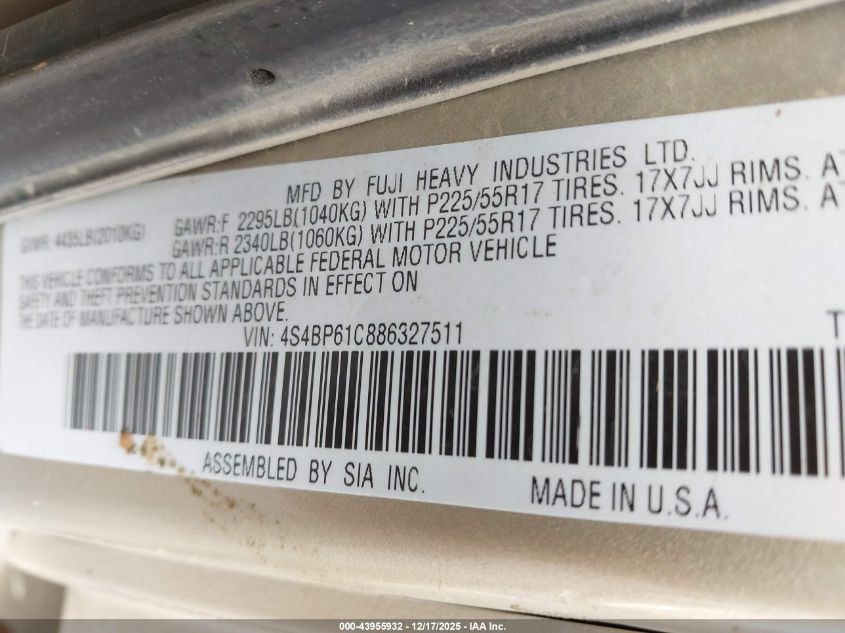 MFD BY FUJI HEAVY INDUSTRIES LTD.
GVWR: 4435LB(2010KG) GAWR:F 2295LB(1040KG) WITH P225/55R17 TIRES. 17X7JJ RIMS. AT
GAWR:R 2340LB(1060KG) WITH P225/55R17 TIRES. 17X7JJ RIMS. AT
THIS VEHICLE CONFORMS TO ALL APPLICABLE FEDERAL MOTOR VEHICLE
SAFETY AND THEFT PREVENTION STANDARDS IN EFFECT ON
THE DATE OF MANUFACTURE SHOWN ABOVE.
VIN: 4S4BP61C886327511 T
ASSEMBLED BY SIA INC. MADE IN U.S.A.
000-43955932 - 12/17/2025 - IAA Inc.